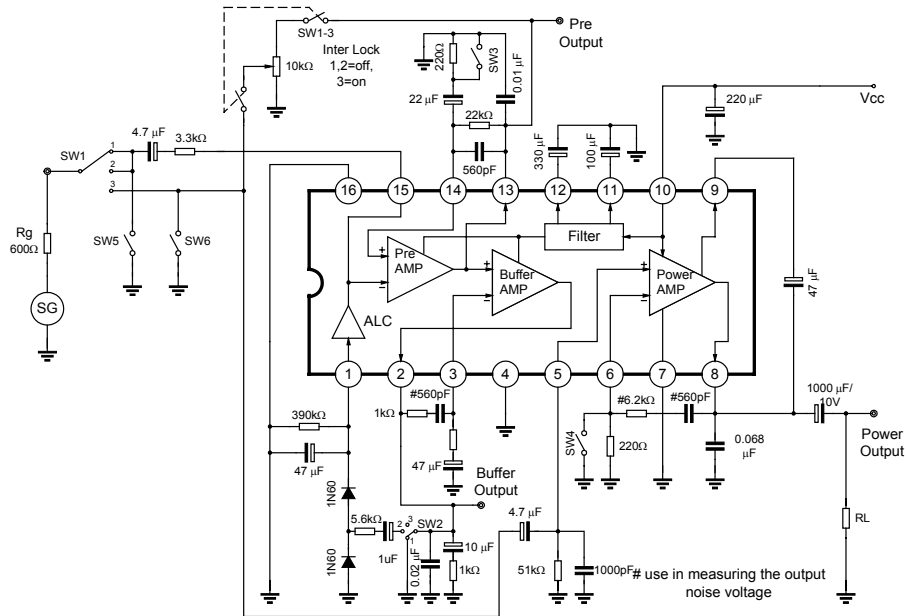 SW1-3
Pre
Output
Inter Lock
1,2=off,
3=on
10kΩ
220Ω
SW3
0.01 μF
22 μF
22kΩ
560pF
330 μF
100 μF
220 μF
Vcc
4.7 μF
3.3kΩ
SW1
1
2
3
Rg
600Ω
SG
SW5
SW6
16
15
14
13
12
11
10
9
Filter
+
−
Pre
AMP
+
−
Buffer
AMP
+
−
Power
AMP
ALC
47 μF
1
2
3
4
5
6
7
8
390kΩ
47 μF
1N60
1N60
1kΩ
#560pF
47 μF
Buffer
Output
5.6kΩ
1uF
2
3
1
SW2
0.02 μF
10 μF
1kΩ
4.7 μF
51kΩ
1000pF
SW4
#6.2kΩ
220Ω
#560pF
0.068
μF
1000 μF/
10V
Power
Output
RL
# use in measuring the output
noise voltage